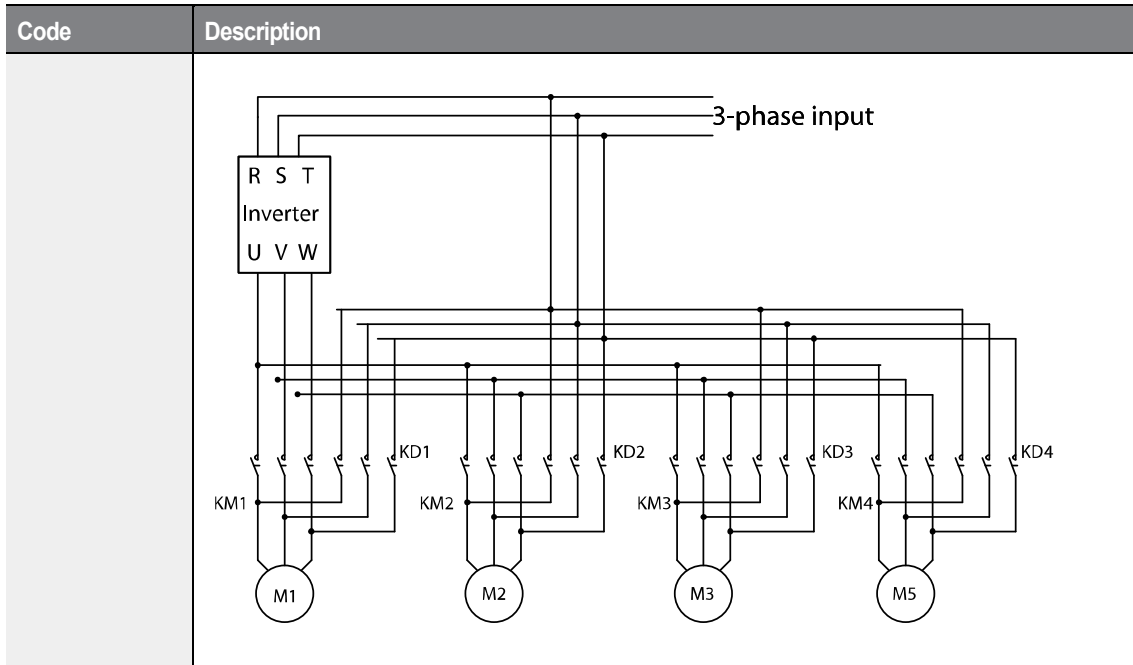 Code Description
3-phase input
R S T
Inverter
U V W
KD1 KD2 KD3 KD4
KM1 KM2 KM3 KM4
M1 M2 M3 M5